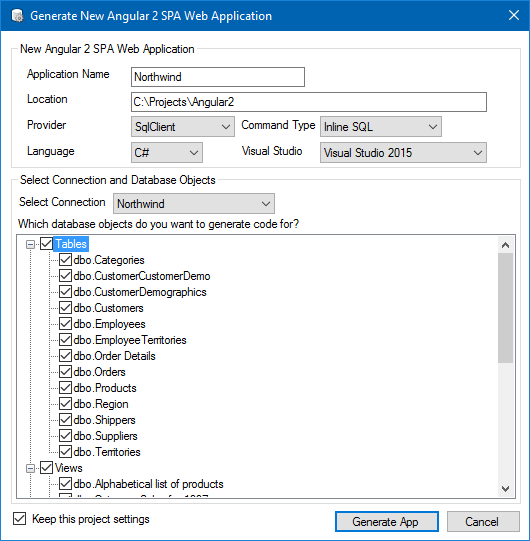 Generate New Angular 2 SPA Web Application
New Angular 2 SPA Web Application
Application Name Northwind
Location C:\Projects\Angular2
Provider SqlClient Command Type Inline SQL
Language C# Visual Studio Visual Studio 2015
Select Connection and Database Objects
Select Connection Northwind
Which database objects do you want to generate code for?
Tables
dbo.Categories
dbo.CustomerCustomerDemo
dbo.CustomerDemographics
dbo.Customers
dbo.Employees
dbo.EmployeeTerritories
dbo.Order Details
dbo.Orders
dbo.Products
dbo.Region
dbo.Shippers
dbo.Suppliers
dbo.Territories
Views
dbo.Alphabetical list of products
Keep this project settings Generate App Cancel